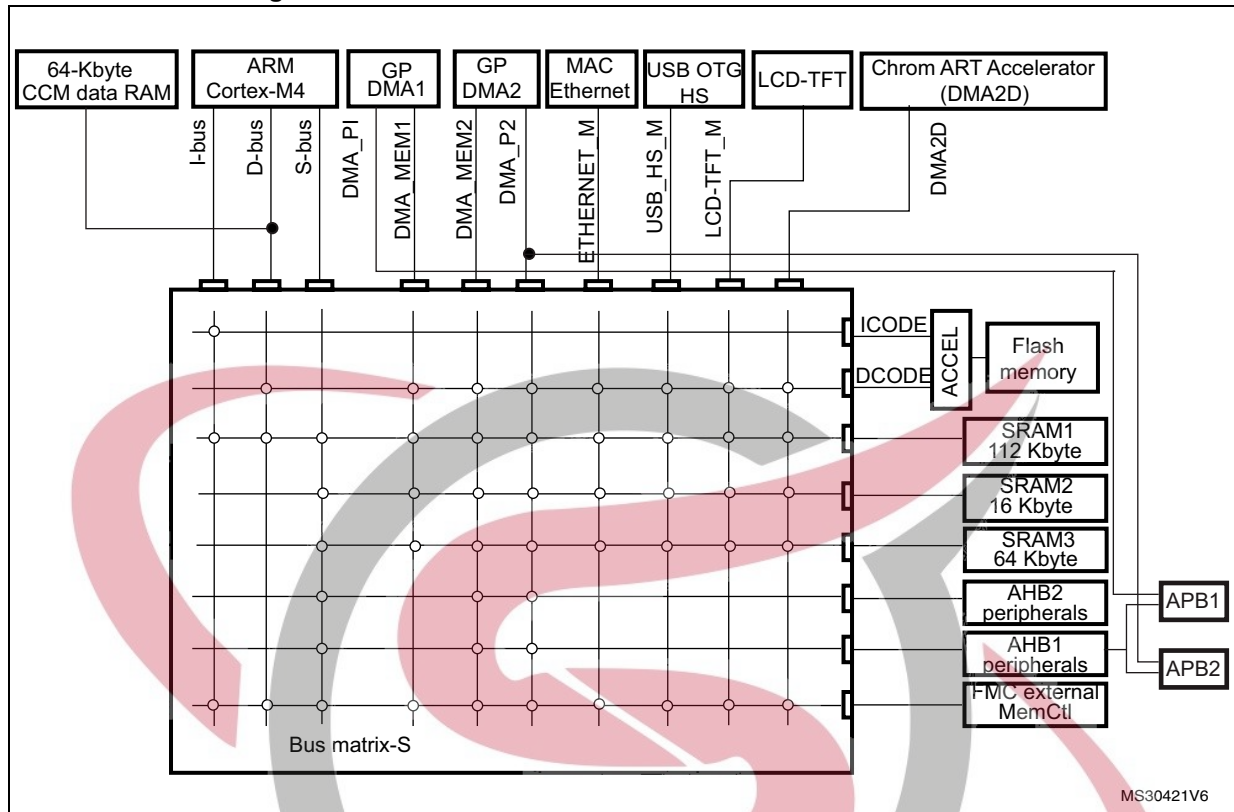 64-Kbyte
CCM data RAM
ARM
Cortex-M4
GP
DMA1
GP
DMA2
MAC
Ethernet
USB OTG
HS
LCD-TFT
Chrom ART Accelerator
(DMA2D)
I-bus
D-bus
S-bus
DMA_PI
DMA_MEM1
DMA_MEM2
DMA_P2
ETHERNET_M
USB_HS_M
LCD-TFT_M
DMA2D
ICODE
DCODE
ACCEL
Flash
memory
SRAM1
112 Kbyte
SRAM2
16 Kbyte
SRAM3
64 Kbyte
AHB2
peripherals
AHB1
peripherals
FMC external
MemCtl
APB1
APB2
Bus matrix-S
MS30421V6